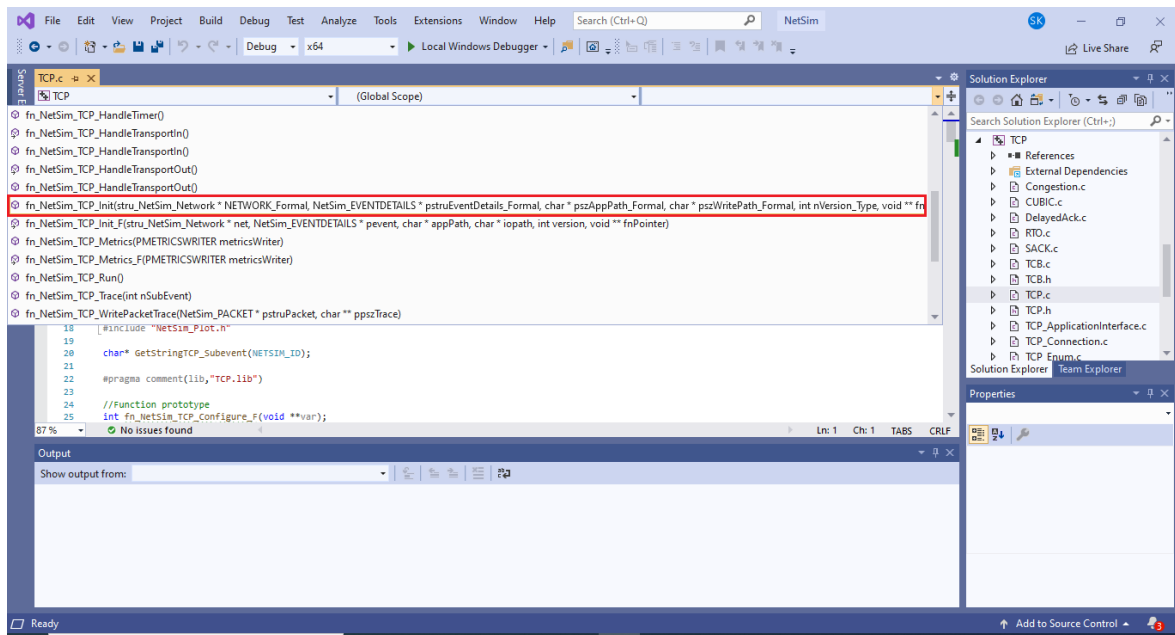 File Edit View Project Build Debug Test Analyze Tools Extensions Window Help Search (Ctrl+Q) NetSim SK
Debug x64 Local Windows Debugger Live Share
Server E
TCP.c
TCP (Global Scope)
fn_NetSim_TCP_HandleTimer()
fn_NetSim_TCP_HandleTransportIn()
fn_NetSim_TCP_HandleTransportIn()
fn_NetSim_TCP_HandleTransportOut()
fn_NetSim_TCP_HandleTransportOut()
fn_NetSim_TCP_Init(stru_NetSim_Network * NETWORK_Formal, NetSim_EVENTDETAILS * pstruEventDetails_Formal, char * pszAppPath_Formal, char * pszWritePath_Formal, int nVersion_Type, void ** fn
fn_NetSim_TCP_Init_F(stru_NetSim_Network * net, NetSim_EVENTDETAILS * pevent, char * appPath, char * iopath, int version, void ** fnPointer)
fn_NetSim_TCP_Metrics(PMETRICSWRITER metricsWriter)
fn_NetSim_TCP_Metrics_F(PMETRICSWRITER metricsWriter)
fn_NetSim_TCP_Run()
fn_NetSim_TCP_Trace(int nSubEvent)
fn_NetSim_TCP_WritePacketTrace(NetSim_PACKET * pstruPacket, char ** ppszTrace)
18 #include "NetSim_Plot.h"
19
20 char* GetStringTCP_Subevent(NETSIM_ID);
21
22 #pragma comment(lib,"TCP.lib")
23
24 //Function prototype
25 int fn_NetSim_TCP_Configure_F(void **var);
87 % No issues found Ln: 1 Ch: 1 TABS CRLF
Output
Show output from:
Solution Explorer
Search Solution Explorer (Ctrl+;)
TCP
References
External Dependencies
Congestion.c
CUBIC.c
DelayedAck.c
RTO.c
SACK.c
TCB.c
TCB.h
TCP.c
TCP.h
TCP_ApplicationInterface.c
TCP_Connection.c
TCP_Enum.c
Solution Explorer Team Explorer
Properties
Ready Add to Source Control 3